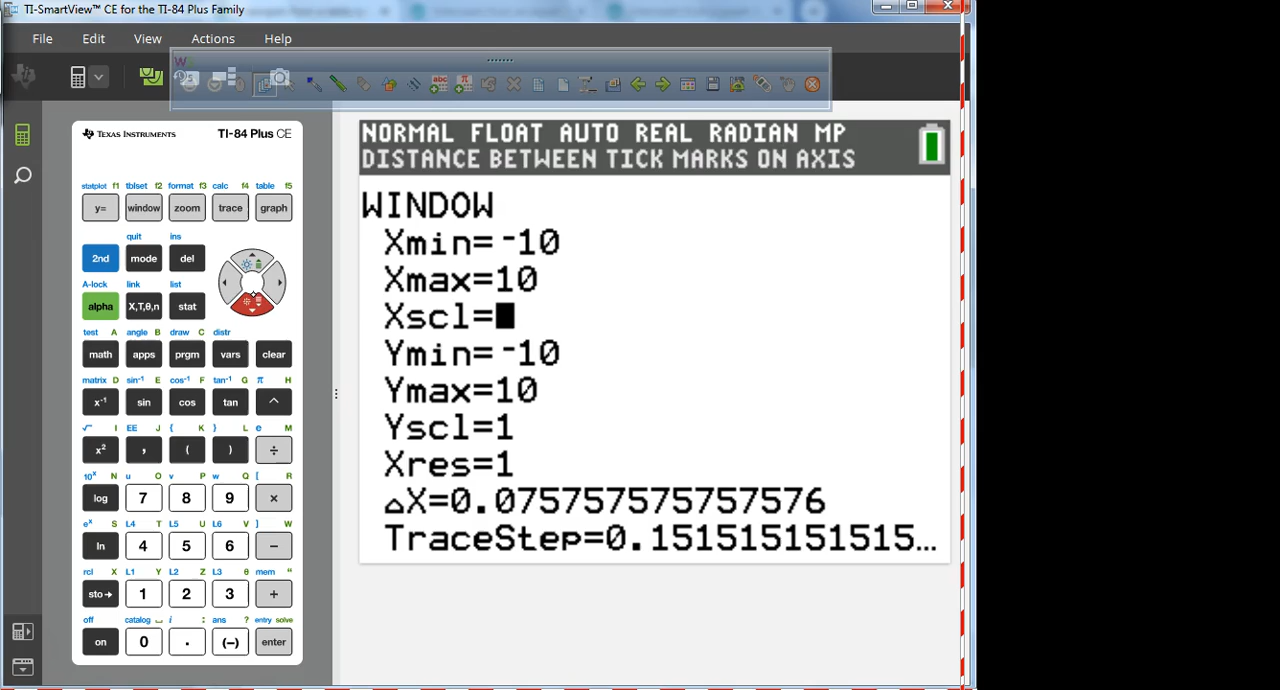 TI-SmartView™ CE for the TI-84 Plus Family
File Edit View Actions Help
TEXAS INSTRUMENTS TI-84 Plus CE
statplot f1 tblset f2 format f3 calc f4 table f5
y= window zoom trace graph
quit ins
2nd mode del
A-lock link list
alpha X,T,θ,n stat
test A angle B draw C distr
math apps prgm vars clear
matrix D sin⁻¹ E cos⁻¹ F tan⁻¹ G π H
x⁻¹ sin cos tan ^
√‾ I EE J { K } L e M
x² , ( ) ÷
10ˣ N u O v P w Q [ R
log 7 8 9 ×
eˣ S L4 T L5 U L6 V ] W
ln 4 5 6 −
rcl X L1 Y L2 Z L3 θ mem "
sto→ 1 2 3 +
off catalog ⎵ i : ans ? entry solve
on 0 . (−) enter
NORMAL FLOAT AUTO REAL RADIAN MP
DISTANCE BETWEEN TICK MARKS ON AXIS
WINDOW
Xmin=-10
Xmax=10
Xscl=
Ymin=-10
Ymax=10
Yscl=1
Xres=1
△X=0.075757575757576
TraceStep=0.151515151515…